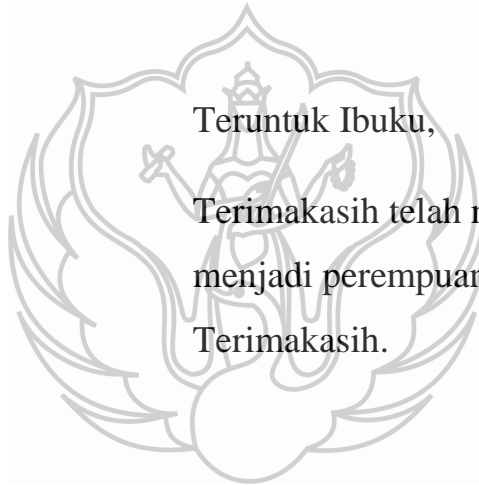 Teruntuk Ibuku,
Terimakasih telah
menjadi perempuan
Terimakasih.